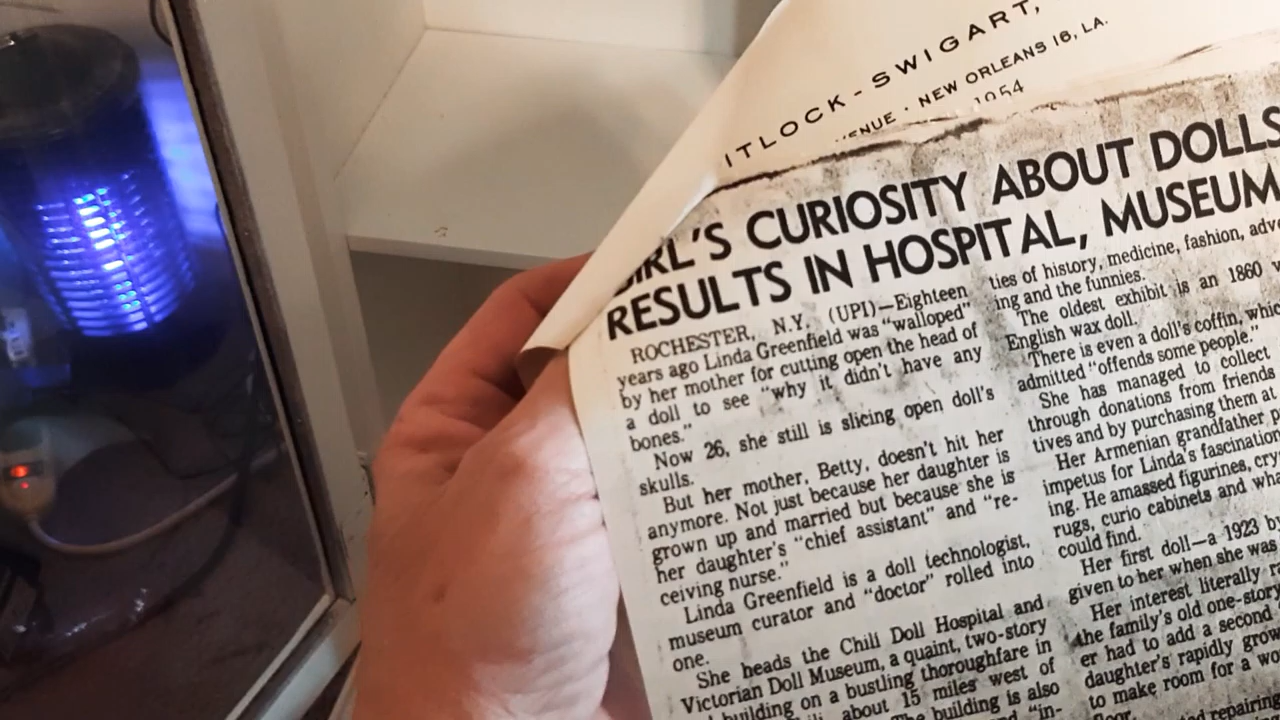 ITLOCK-SWIGART,
ENUE · NEW ORLEANS 16, LA.
1954
GIRL'S CURIOSITY ABOUT DOLLS
RESULTS IN HOSPITAL, MUSEUM
ROCHESTER, N.Y. (UPI)—Eighteen
years ago Linda Greenfield was "walloped"
by her mother for cutting open the head of
a doll to see "why it didn't have any
bones."
Now 26, she still is slicing open doll's
skulls.
But her mother, Betty, doesn't hit her
anymore. Not just because her daughter is
grown up and married but because she is
her daughter's "chief assistant" and "re-
ceiving nurse."
Linda Greenfield is a doll technologist,
museum curator and "doctor" rolled into
one.
She heads the Chili Doll Hospital and
Victorian Doll Museum, a quaint, two-story
building on a bustling thoroughfare in
about 15 miles west of
The building is also
"in-
ties of history, medicine, fashion, adve
ing and the funnies.
The oldest exhibit is an 1860 w
English wax doll.
There is even a doll's coffin, whic
admitted "offends some people."
She has managed to collect
through donations from friends
tives and by purchasing them at
Her Armenian grandfather p
impetus for Linda's fascination
ing. He amassed figurines, cry
rugs, curio cabinets and wha
could find.
Her first doll—a 1923 b
given to her when she was
Her interest literally ra
the family's old one-story
er had to add a second
daughter's rapidly grow
to make room for a wo
repairing